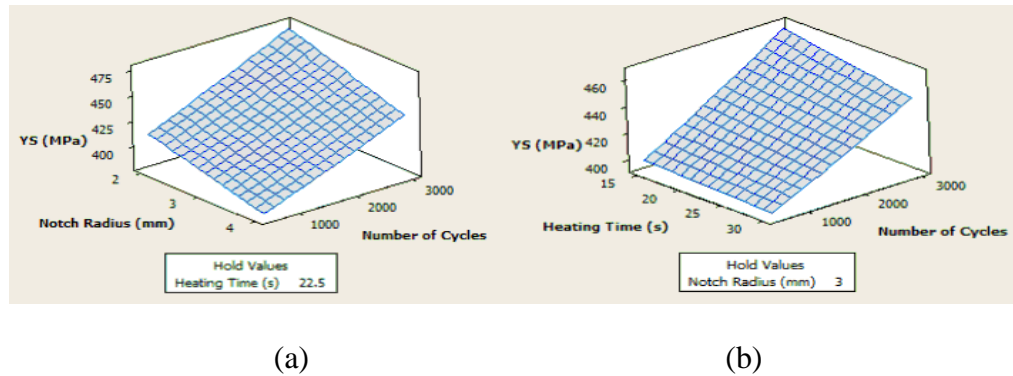 475
450
425
YS (MPa)
400
2
3
4
Notch Radius (mm)
1000
2000
3000
Number of Cycles
Hold Values
Heating Time (s) 22.5
460
440
YS (MPa) 420
400
15
20
25
30
Heating Time (s)
1000
2000
3000
Number of Cycles
Hold Values
Notch Radius (mm) 3
(a)
(b)